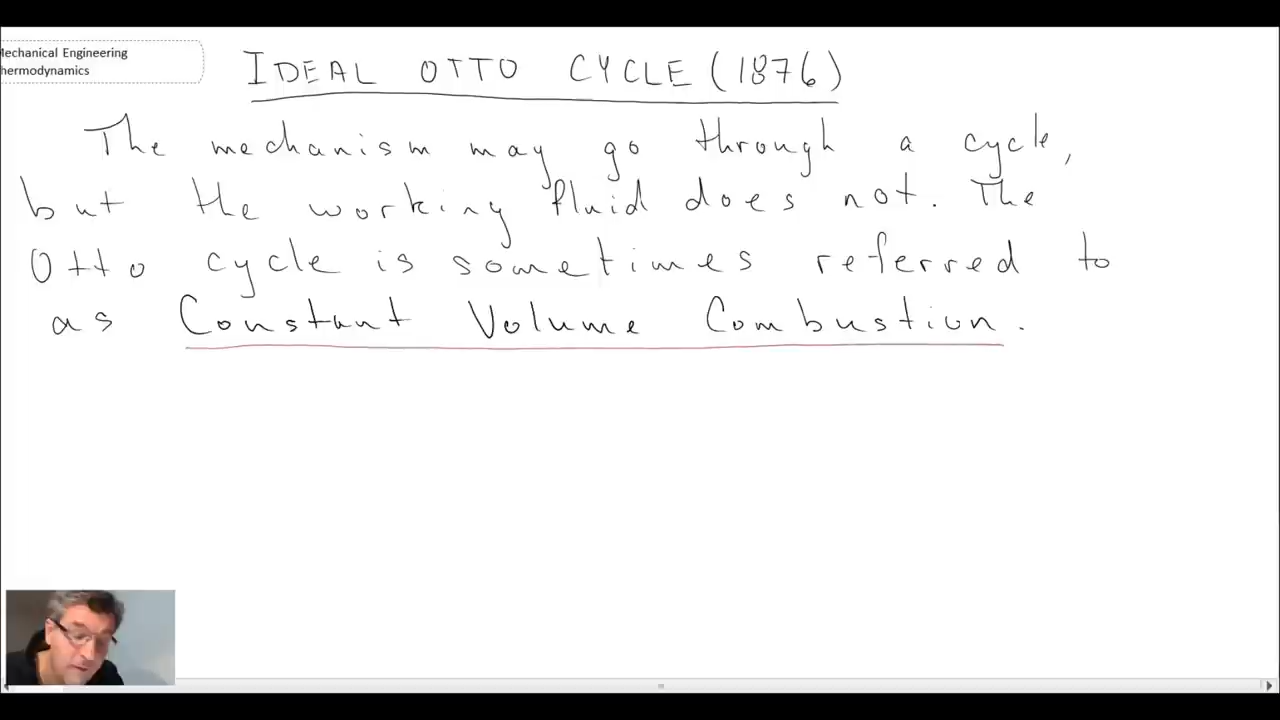 Mechanical Engineering
hermodynamics
IDEAL OTTO CYCLE (1876)
The mechanism may go through a cycle,
but the working fluid does not. The
Otto cycle is sometimes referred to
as Constant Volume Combustion.